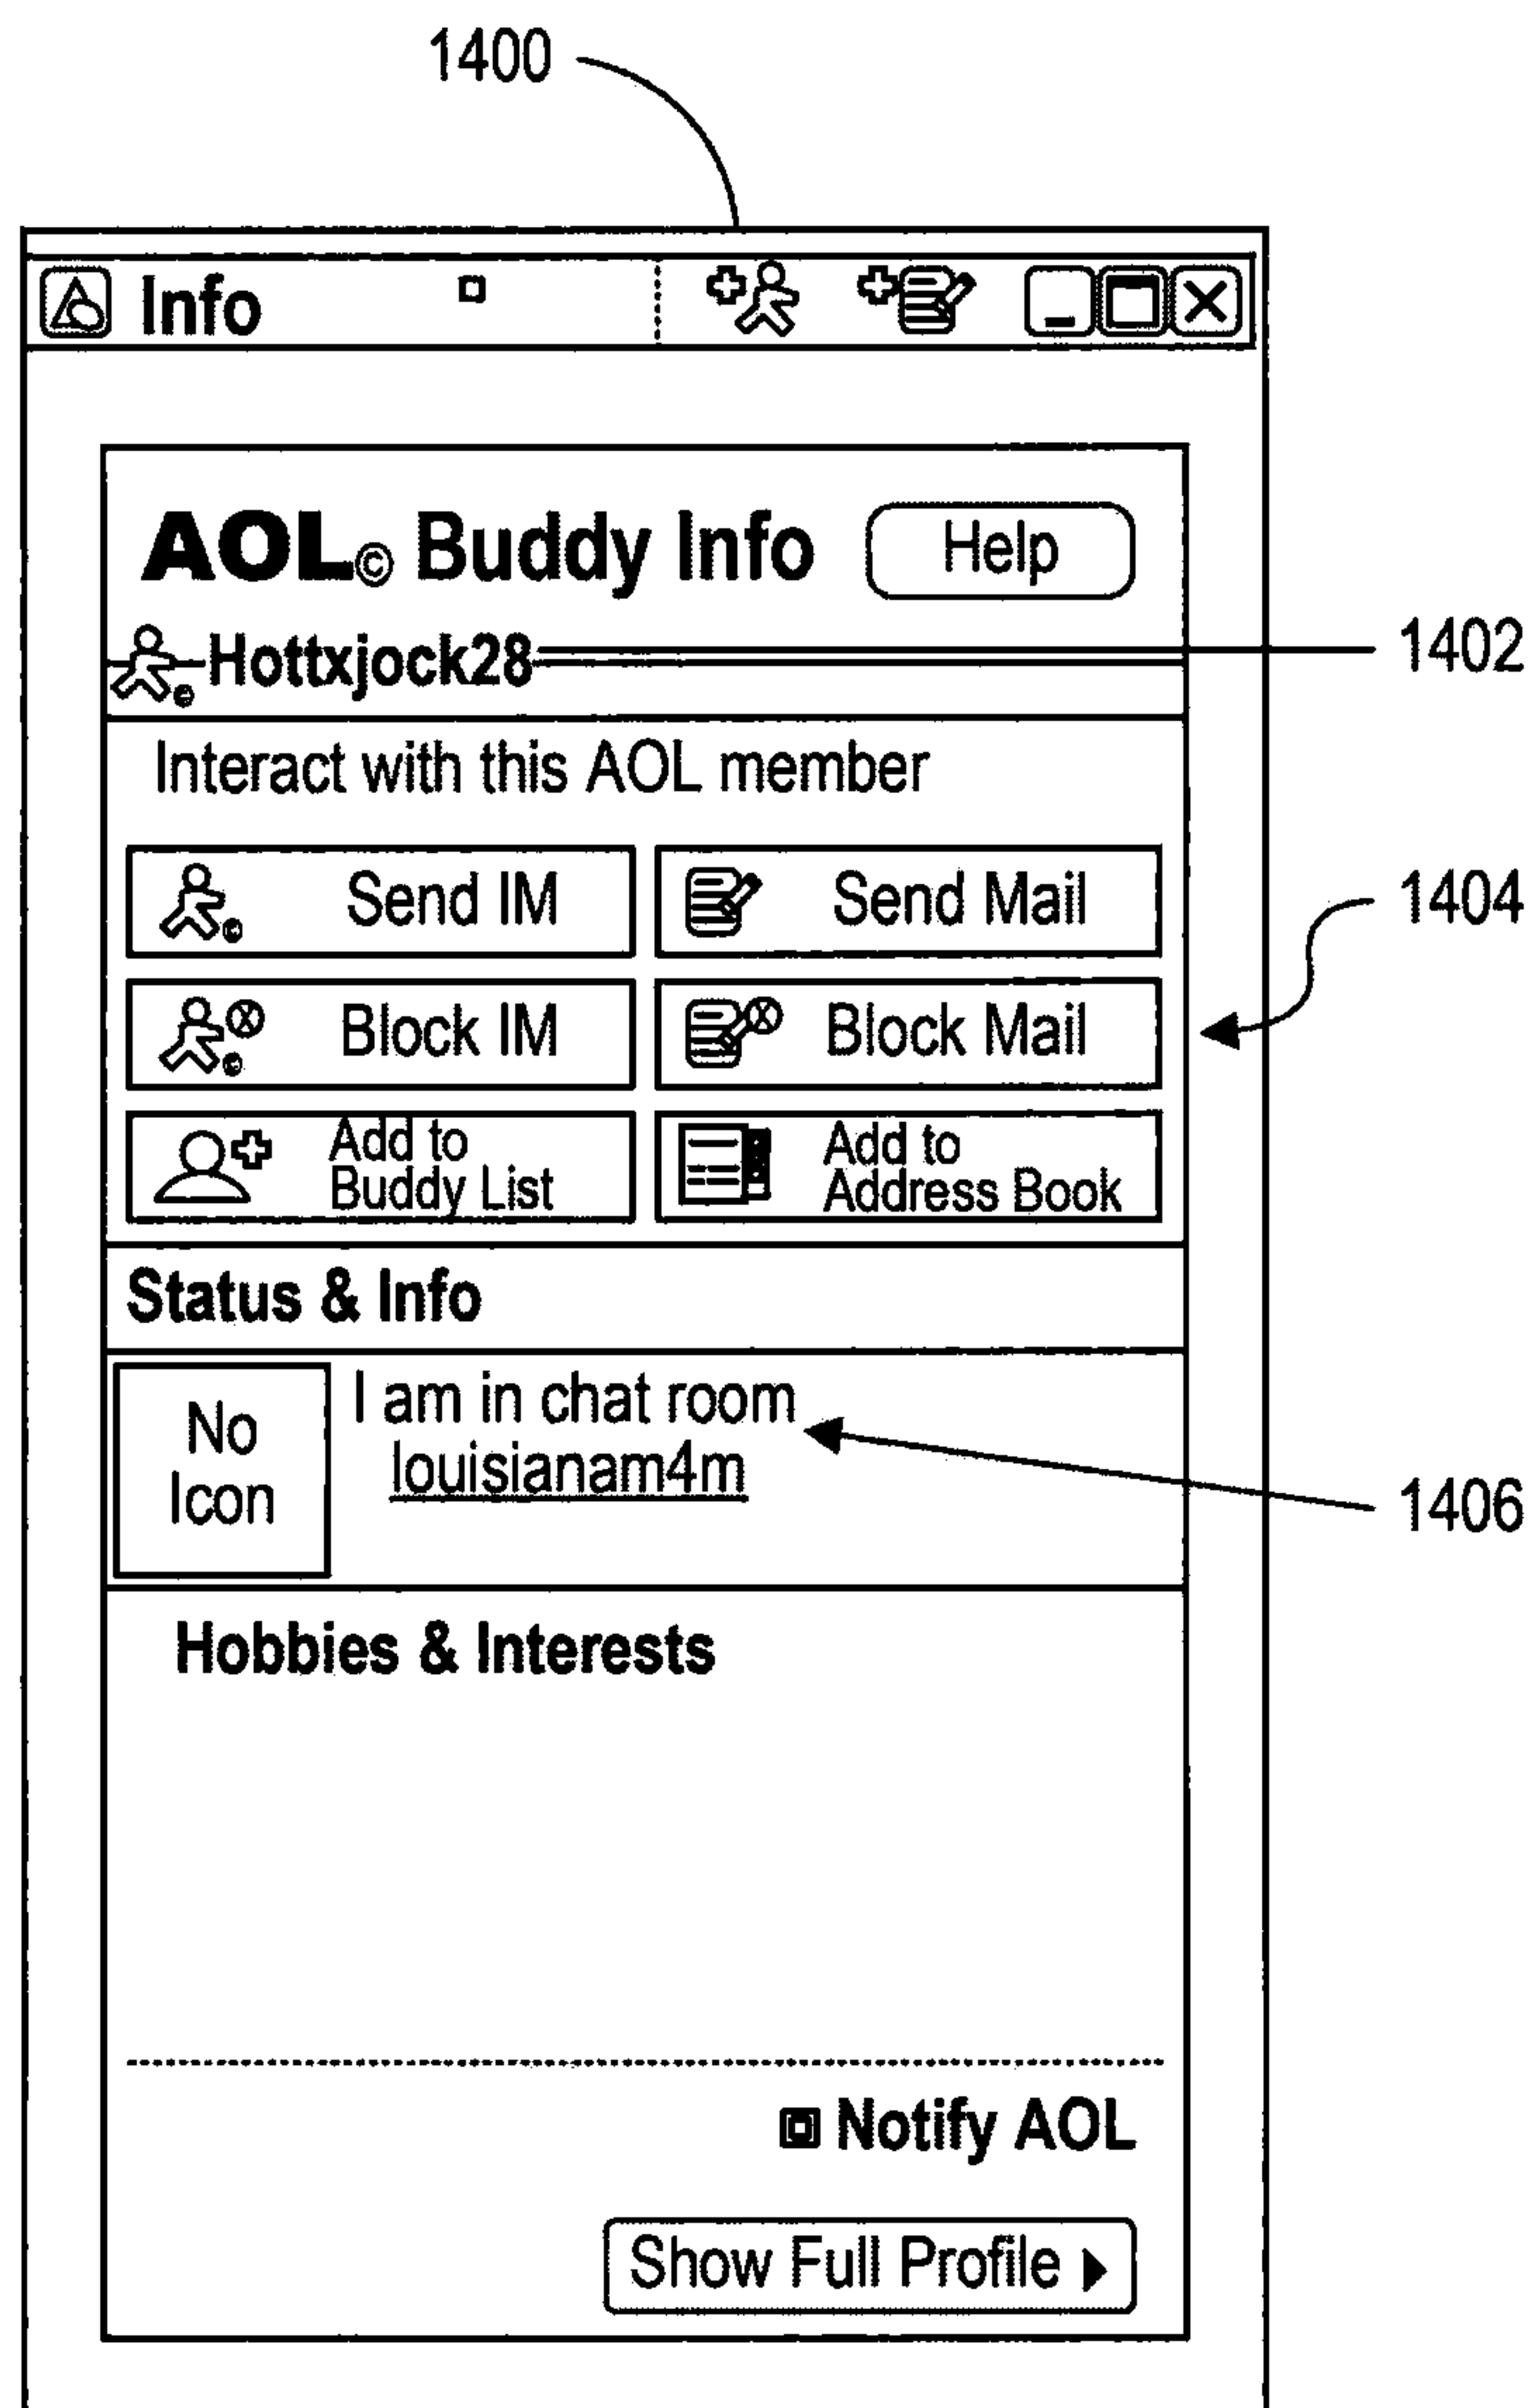 1400
Info
AOL© Buddy Info
Help
Hottxjock28
1402
Interact with this AOL member
Send IM
Send Mail
1404
Block IM
Block Mail
Add to
Buddy List
Add to
Address Book
Status & Info
No
Icon
I am in chat room
louisianam4m
1406
Hobbies & Interests
Notify AOL
Show Full Profile